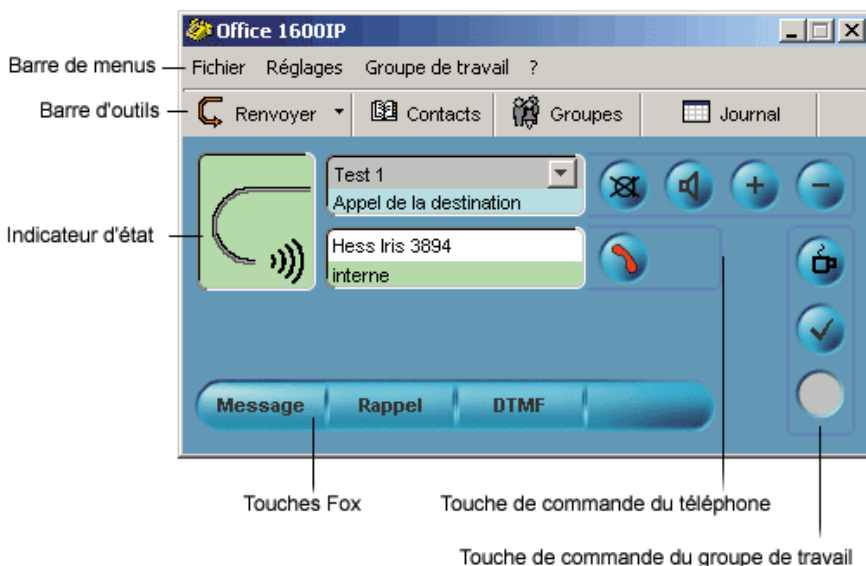 Office 1600IP
Barre de menus
Fichier Réglages Groupe de travail ?
Barre d'outils
Renvoyer Contacts Groupes Journal
Test 1
Appel de la destination
Indicateur d'état
Hess Iris 3894
interne
Message Rappel DTMF
Touches Fox
Touche de commande du téléphone
Touche de commande du groupe de travail